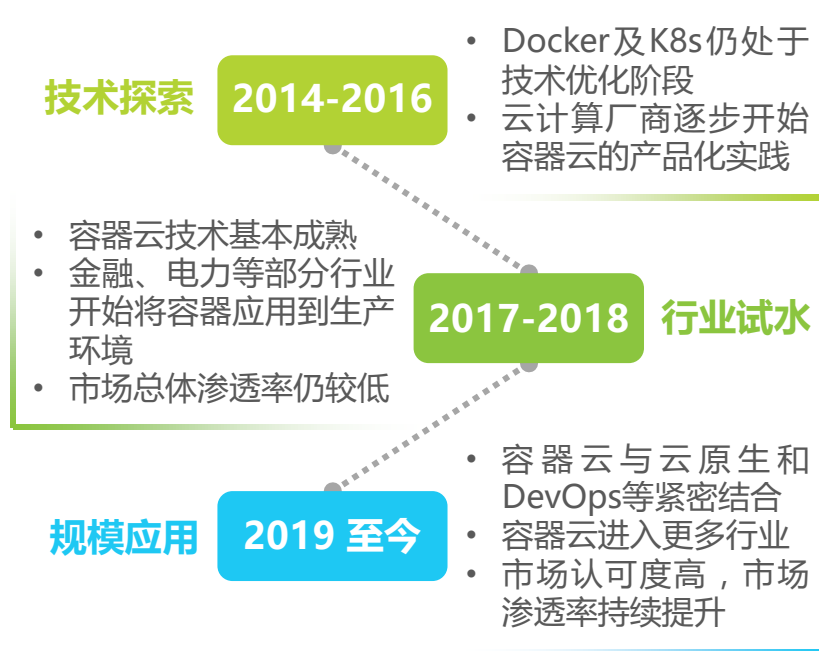 技术探索
2014-2016
• Docker及K8s仍处于
技术优化阶段
• 云计算厂商逐步开始
容器云的产品化实践
• 容器云技术基本成熟
• 金融、电力等部分行业
开始将容器应用到生产
环境
• 市场总体渗透率仍较低
2017-2018
行业试水
规模应用
2019 至今
• 容器云与云原生和
DevOps等紧密结合
• 容器云进入更多行业
• 市场认可度高，市场
渗透率持续提升